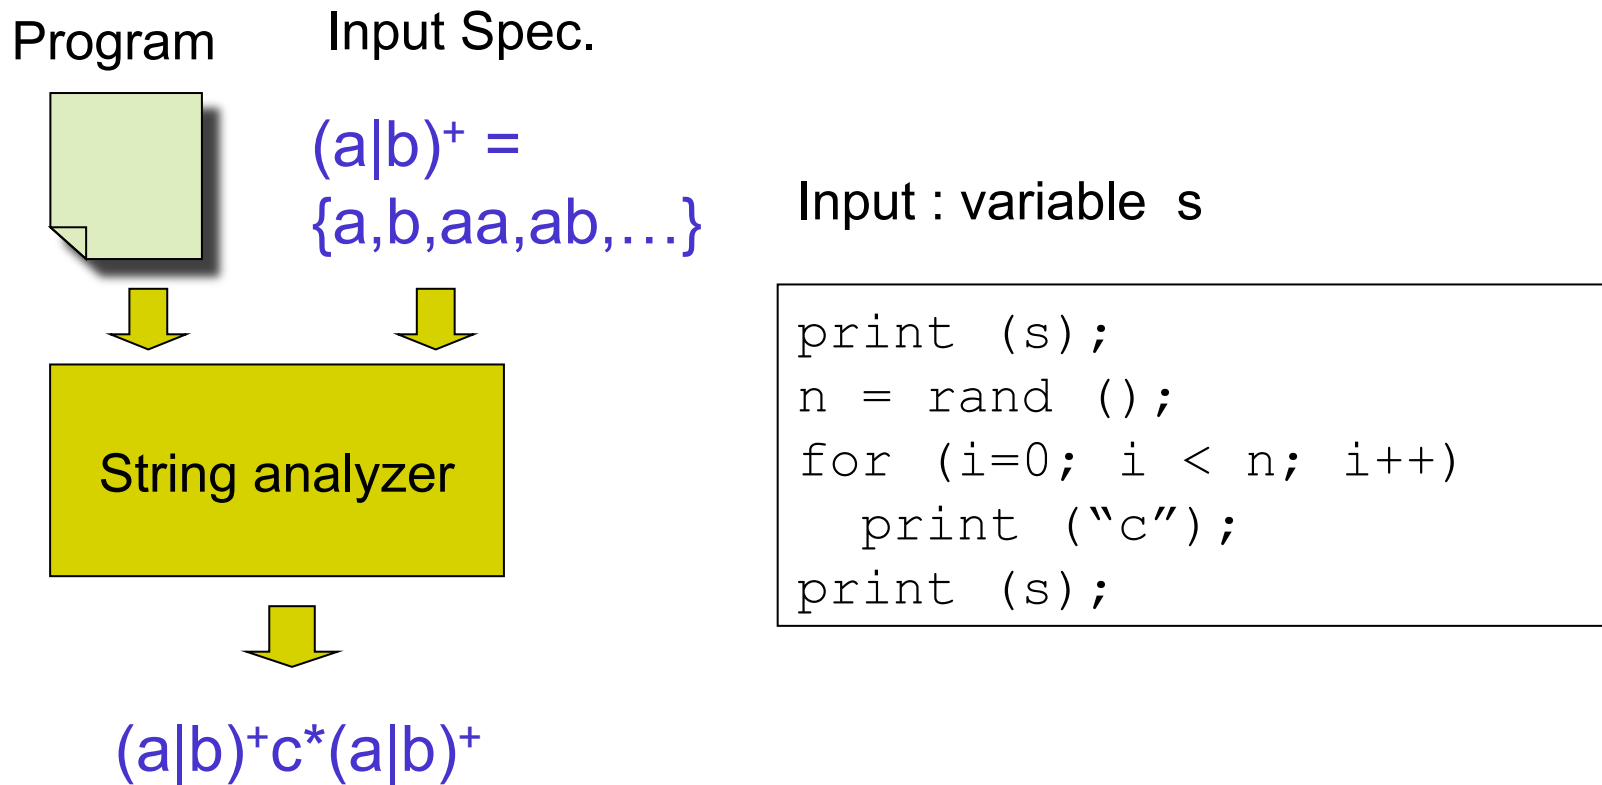 Program
Input Spec.
(a|b)⁺ =
{a,b,aa,ab,…}
String analyzer
(a|b)⁺c*(a|b)⁺
Input : variable s
print (s);
n = rand ();
for (i=0; i < n; i++)
  print (“c”);
print (s);